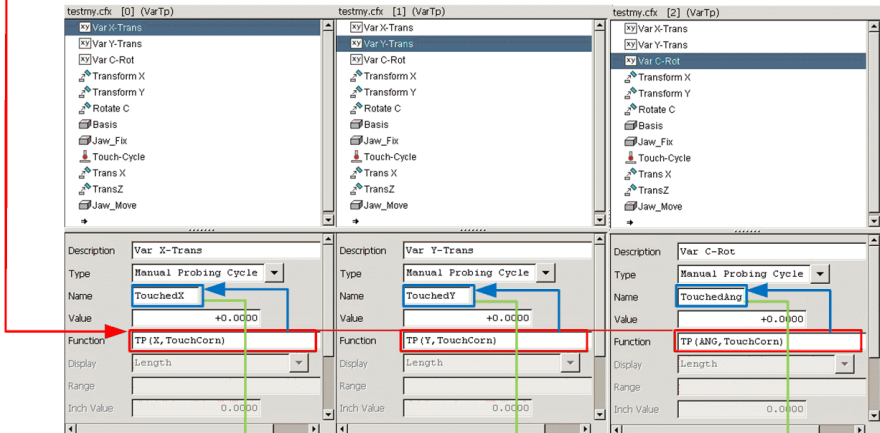 testmy.cfx [0] (VarTp)
Var X-Trans
Var Y-Trans
Var C-Rot
Transform X
Transform Y
Rotate C
Basis
Jaw_Fix
Touch-Cycle
Trans X
TransZ
Jaw_Move
Description Var X-Trans
Type Manual Probing Cycle
Name TouchedX
Value +0.0000
Function TP(X,TouchCorn)
Display Length
Range
Inch Value 0.0000
testmy.cfx [1] (VarTp)
Var X-Trans
Var Y-Trans
Var C-Rot
Transform X
Transform Y
Rotate C
Basis
Jaw_Fix
Touch-Cycle
Trans X
TransZ
Jaw_Move
Description Var Y-Trans
Type Manual Probing Cycle
Name TouchedY
Value +0.0000
Function TP(Y,TouchCorn)
Display Length
Range
Inch Value 0.0000
testmy.cfx [2] (VarTp)
Var X-Trans
Var Y-Trans
Var C-Rot
Transform X
Transform Y
Rotate C
Basis
Jaw_Fix
Touch-Cycle
Trans X
TransZ
Jaw_Move
Description Var C-Rot
Type Manual Probing Cycle
Name TouchedAng
Value +0.0000
Function TP(ANG,TouchCorn)
Display Length
Range
Inch Value 0.0000